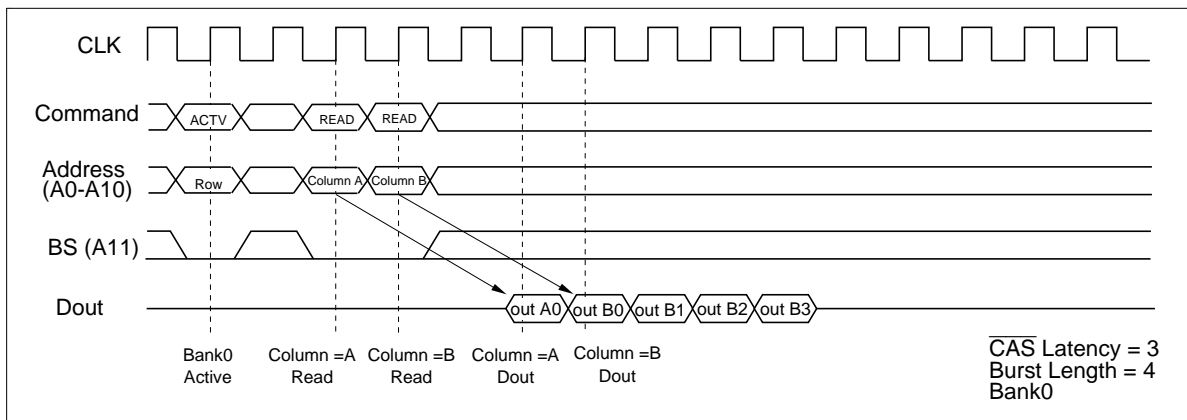 CLK
Command
ACTV
READ
READ
Address
(A0-A10)
Row
Column A
Column B
BS (A11)
Dout
out A0
out B0
out B1
out B2
out B3
Bank0
Active
Column =A
Read
Column =B
Read
Column =A
Dout
Column =B
Dout
CAS Latency = 3
Burst Length = 4
Bank0